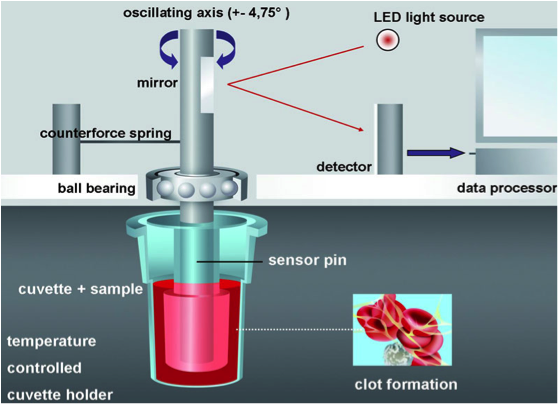 oscillating axis (+- 4,75° )
LED light source
mirror
counterforce spring
detector
ball bearing
data processor
sensor pin
cuvette + sample
temperature
controlled
cuvette holder
clot formation